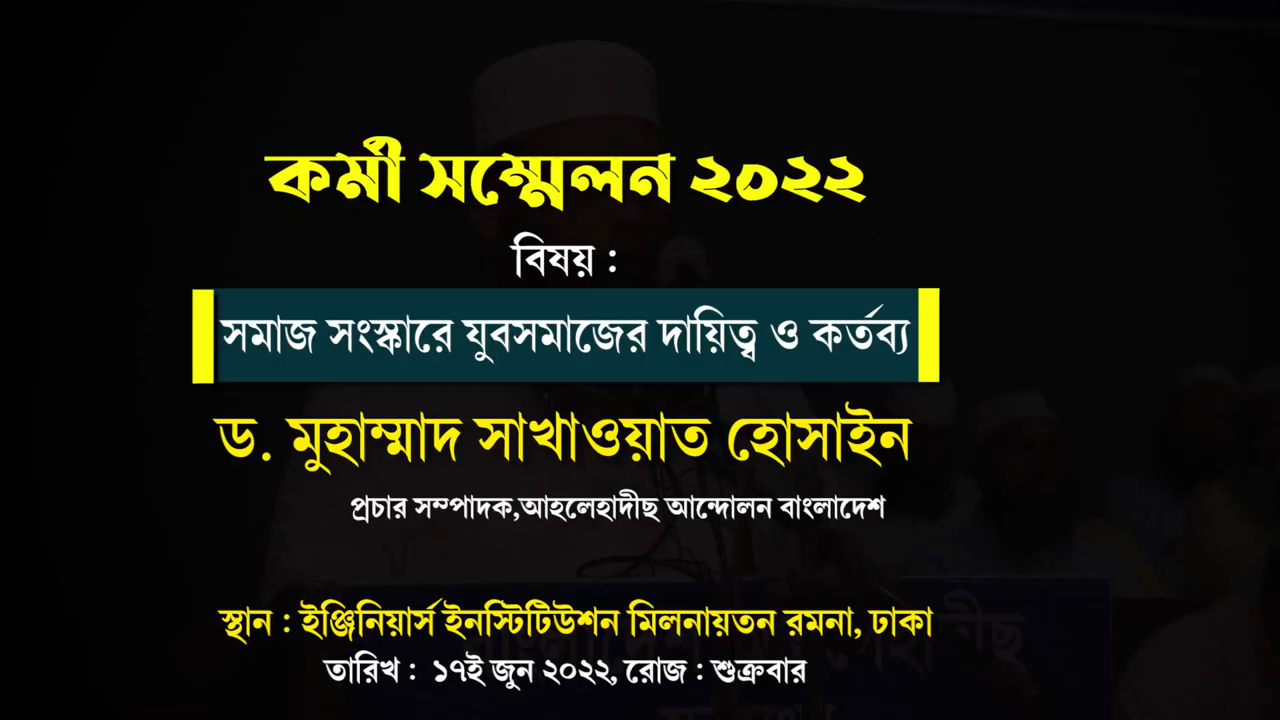 কর্মী সম্মেলন ২০২২
বিষয় :
সমাজ সংস্কারে যুবসমাজের দায়িত্ব ও কর্তব্য
ড. মুহাম্মাদ সাখাওয়াত হোসাইন
প্রচার সম্পাদক,আহলেহাদীছ আন্দোলন বাংলাদেশ
স্থান : ইঞ্জিনিয়ার্স ইনস্টিটিউশন মিলনায়তন রমনা, ঢাকা
তারিখ : ১৭ই জুন ২০২২, রোজ : শুক্রবার